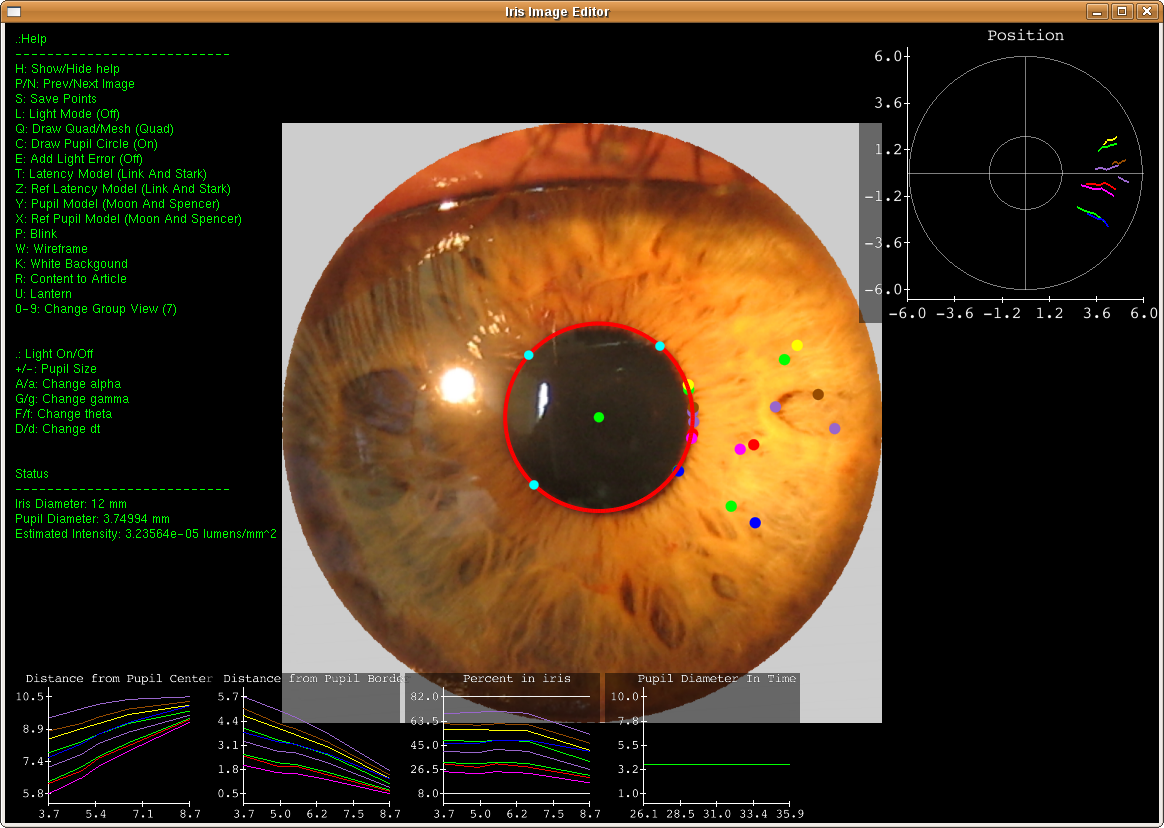 Iris Image Editor
.:Help
----------------------------
H: Show/Hide help
P/N: Prev/Next Image
S: Save Points
L: Light Mode (Off)
Q: Draw Quad/Mesh (Quad)
C: Draw Pupil Circle (On)
E: Add Light Error (Off)
T: Latency Model (Link And Stark)
Z: Ref Latency Model (Link And Stark)
Y: Pupil Model (Moon And Spencer)
X: Ref Pupil Model (Moon And Spencer)
P: Blink
W: Wireframe
K: White Backgound
R: Content to Article
U: Lantern
0-9: Change Group View (7)
.: Light On/Off
+/-: Pupil Size
A/a: Change alpha
G/g: Change gamma
F/f: Change theta
D/d: Change dt
Status
----------------------------
Iris Diameter: 12 mm
Pupil Diameter: 3.74994 mm
Estimated Intensity: 3.23564e-05 lumens/mm^2
Position
6.0
3.6
1.2
-1.2
-3.6
-6.0
-6.0 -3.6 -1.2 1.2 3.6 6.0
Distance from Pupil Center
10.5
8.9
7.4
5.8
3.7 5.4 7.1 8.7
Distance from Pupil Borde
5.7
4.4
3.1
1.8
0.5
3.7 5.0 6.2 7.5 8.7
Percent in iris
82.0
63.5
45.0
26.5
8.0
3.7 5.0 6.2 7.5 8.7
Pupil Diameter In Time
10.0
7.8
5.5
3.2
1.0
26.1 28.5 31.0 33.4 35.9